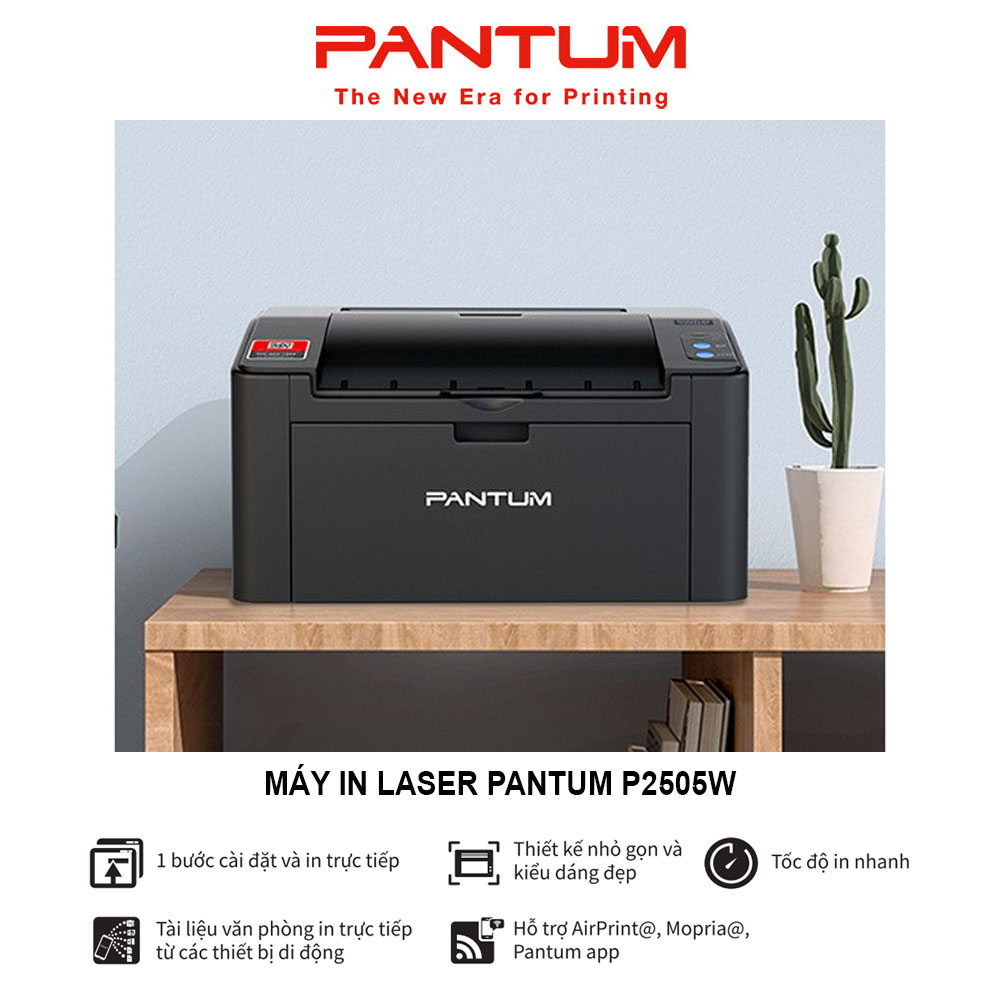 PANTUM
The New Era for Printing
PANTUM
MÁY IN LASER PANTUM P2505W
1 bước cài đặt và in trực tiếp
Thiết kế nhỏ gọn và
kiểu dáng đẹp
Tốc độ in nhanh
Tài liệu văn phòng in trực tiếp
từ các thiết bị di động
Hỗ trợ AirPrint@, Mopria@,
Pantum app